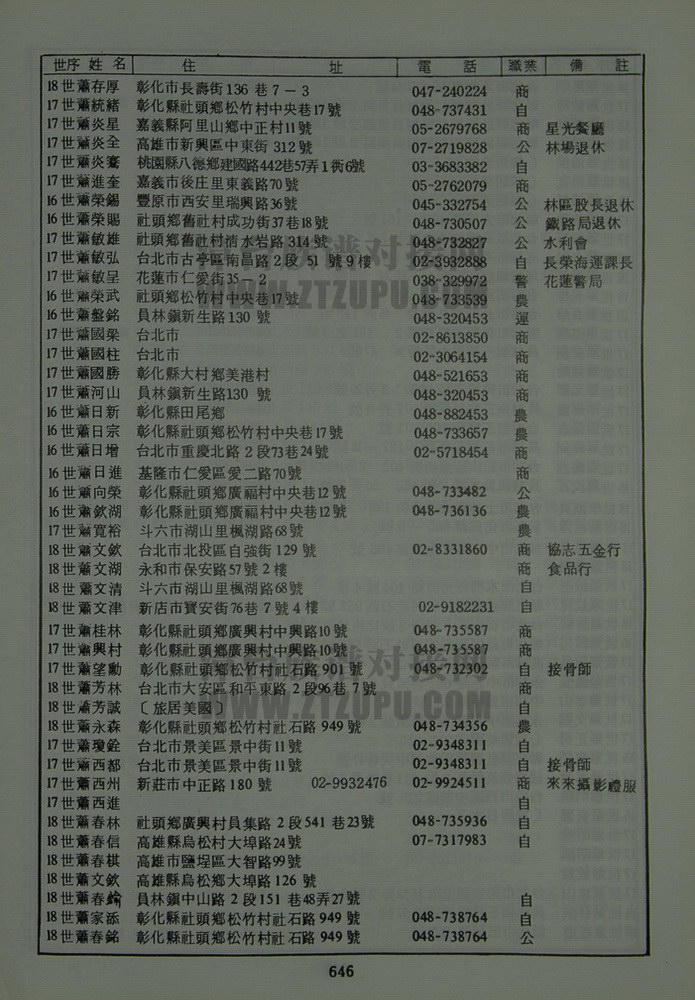 世序 姓名 住 址 電 話 職業 備 註
18世蕭存厚 彰化市長壽街136巷7－3 047-240224 商
17世蕭統緒 彰化縣社頭鄉松竹村中央巷17號 048-737431 自
17世蕭炎星 嘉義縣阿里山鄉中正村11號 05-2679768 商 星光餐廳
17世蕭炎全 高雄市新興區中東街312號 07-2719828 公 林場退休
17世蕭炎騫 桃園縣八德鄉建國路442巷57弄1衖6號 03-3683382 自
17世蕭進奎 嘉義市後庄里東義路70號 05-2762079 商
16世蕭榮錫 豐原市西安里瑞興路36號 045-332754 公 林區股長退休
16世蕭榮賜 社頭鄉舊社村成功街37巷18號 048-730507 公 鐵路局退休
17世蕭敏雄 社頭鄉舊社村清水岩路314號 048-732827 公 水利會
17世蕭敏弘 台北市古亭區南昌路2段51號9樓 02-3932888 自 長榮海運課長
17世蕭敏呈 花蓮市仁愛街35－2 038-329972 警 花蓮警局
16世蕭榮武 社頭鄉松竹村中央巷17號 048-733539 農
16世蕭盤銘 員林鎮新生路130號 048-320453 運
17世蕭國梁 台北市 02-8613850 商
17世蕭國柱 台北市 02-3064154 商
17世蕭國勝 彰化縣大村鄉美港村 048-521653 商
17世蕭河山 員林鎮新生路130號 048-320453 商
16世蕭日新 彰化縣田尾鄉 048-882453 農
16世蕭日宗 彰化縣社頭鄉松竹村中央巷17號 048-733657 農
16世蕭日增 台北市重慶北路2段73巷24號 02-5718454 商
16世蕭日進 基隆市仁愛區愛二路70號 商
16世蕭向榮 彰化縣社頭鄉廣福村中央巷12號 048-733482 公
16世蕭欽湖 彰化縣社頭鄉廣福村中央巷12號 048-736136 農
17世蕭寬裕 斗六市湖山里楓湖路68號 農
18世蕭文欽 台北市北投區自強街129號 02-8331860 商 協志五金行
18世蕭文湖 永和市保安路57號2樓 商 食品行
18世蕭文清 斗六市湖山里楓湖路68號 自
18世蕭文津 新店市寶安街76巷7號4樓 02-9182231 自
17世蕭桂林 彰化縣社頭鄉廣興村中興路10號 048-735587 商
17世蕭興村 彰化縣社頭鄉廣興村中興路10號 048-735587 商
17世蕭望勳 彰化縣社頭鄉松竹村社石路901號 048-732302 自 接骨師
18世蕭芳林 台北市大安區和平東路2段96巷7號 商
18世蕭芳誠 〔旅居美國〕 自
18世蕭永森 彰化縣社頭鄉松竹村社石路949號 048-734356 農
17世蕭瓊銓 台北市景美區景中街11號 02-9348311 自
17世蕭西都 台北市景美區景中街11號 02-9348311 自 接骨師
17世蕭西州 新莊市中正路180號 02-9932476 02-9924511 商 來來攝影禮服
17世蕭西進 自
18世蕭春林 社頭鄉廣興村員集路2段541巷23號 048-735936 自
18世蕭春信 高雄縣鳥松村大埤路24號 07-7317983 自
18世蕭春棋 高雄市鹽埕區大智路99號
18世蕭文欽 高雄縣鳥松鄉大埤路126號
18世蕭春 員林鎮中山路2段151巷48弄27號 自
18世蕭家添 彰化縣社頭鄉松竹村社石路949號 048-738764 自
18世蕭春銘 彰化縣社頭鄉松竹村社石路949號 048-738764 公
646
WWW.ZTZUPU.COM
WWW.ZTZUPU.COM